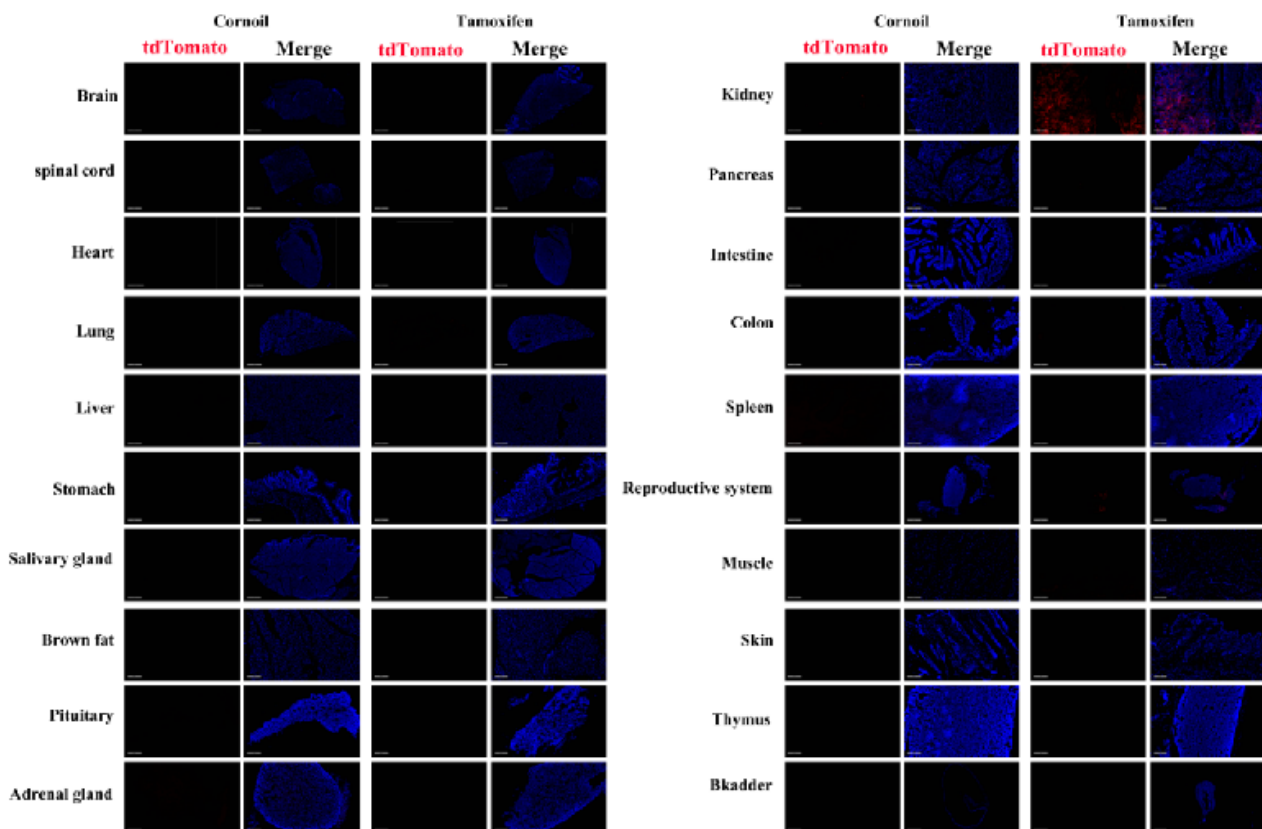 Cornoil Tamoxifen Cornoil Tamoxifen
tdTomato Merge tdTomato Merge tdTomato Merge tdTomato Merge
Brain Kidney
spinal cord Pancreas
Heart Intestine
Lung Colon
Liver Spleen
Stomach Reproductive system
Salivary gland Muscle
Brown fat Skin
Pituitary Thymus
Adrenal gland Bkadder